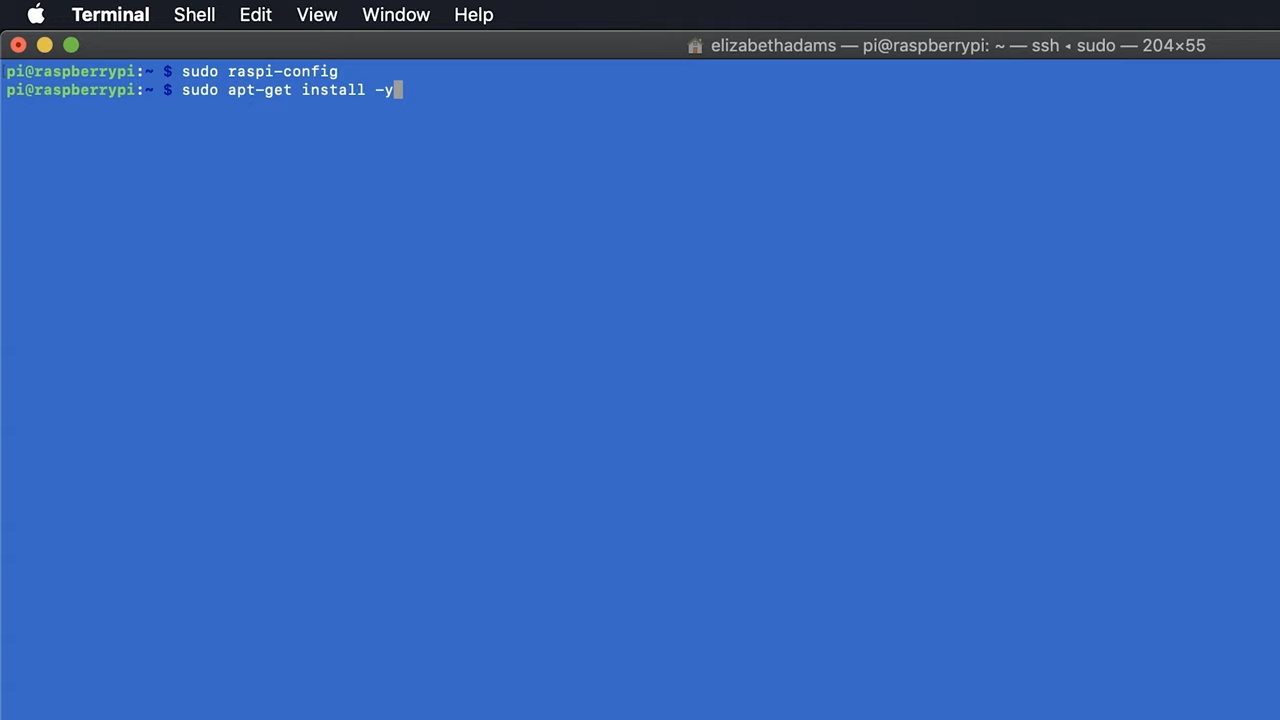 Terminal Shell Edit View Window Help
elizabethadams — pi@raspberrypi: ~ — ssh ◂ sudo — 204×55
pi@raspberrypi:~ $ sudo raspi-config
pi@raspberrypi:~ $ sudo apt-get install -y